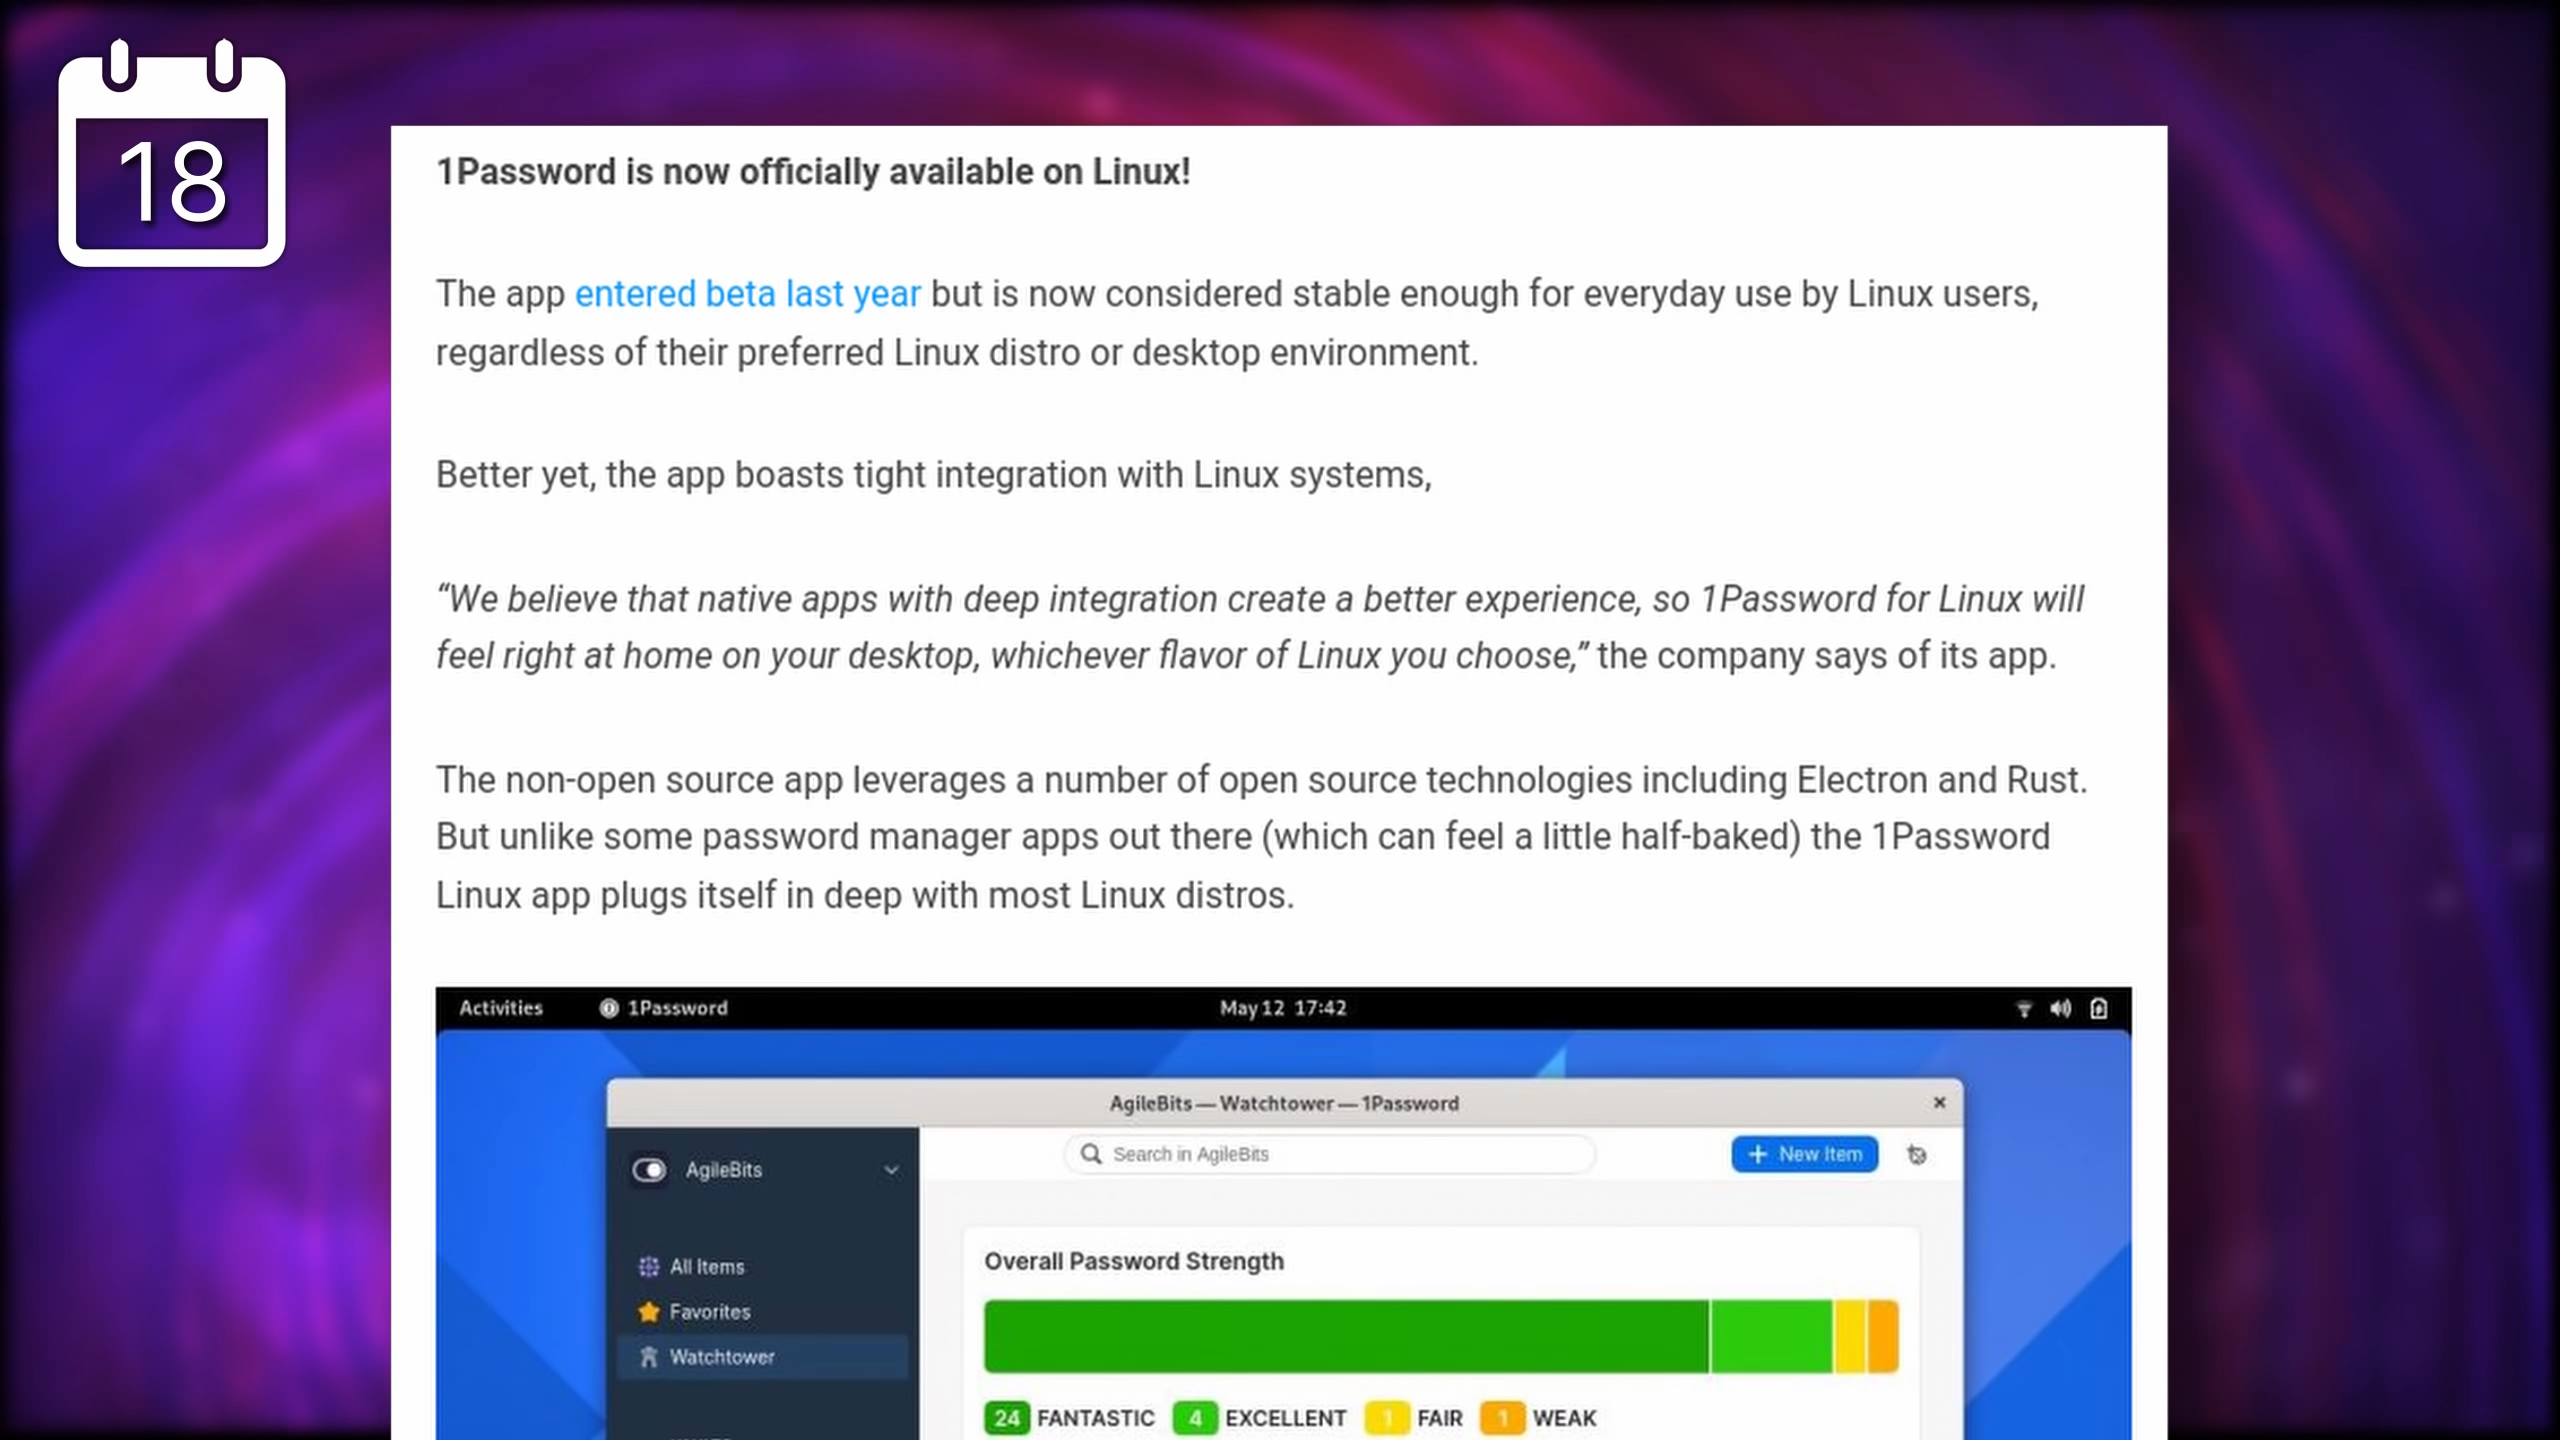 18
1Password is now officially available on Linux!
The app entered beta last year but is now considered stable enough for everyday use by Linux users,
regardless of their preferred Linux distro or desktop environment.
Better yet, the app boasts tight integration with Linux systems,
“We believe that native apps with deep integration create a better experience, so 1Password for Linux will
feel right at home on your desktop, whichever flavor of Linux you choose,” the company says of its app.
The non-open source app leverages a number of open source technologies including Electron and Rust.
But unlike some password manager apps out there (which can feel a little half-baked) the 1Password
Linux app plugs itself in deep with most Linux distros.
Activities 1Password May 12 17:42
AgileBits — Watchtower — 1Password
AgileBits
Search in AgileBits
New Item
All Items
Favorites
Watchtower
Overall Password Strength
24 FANTASTIC 4 EXCELLENT 1 FAIR 1 WEAK